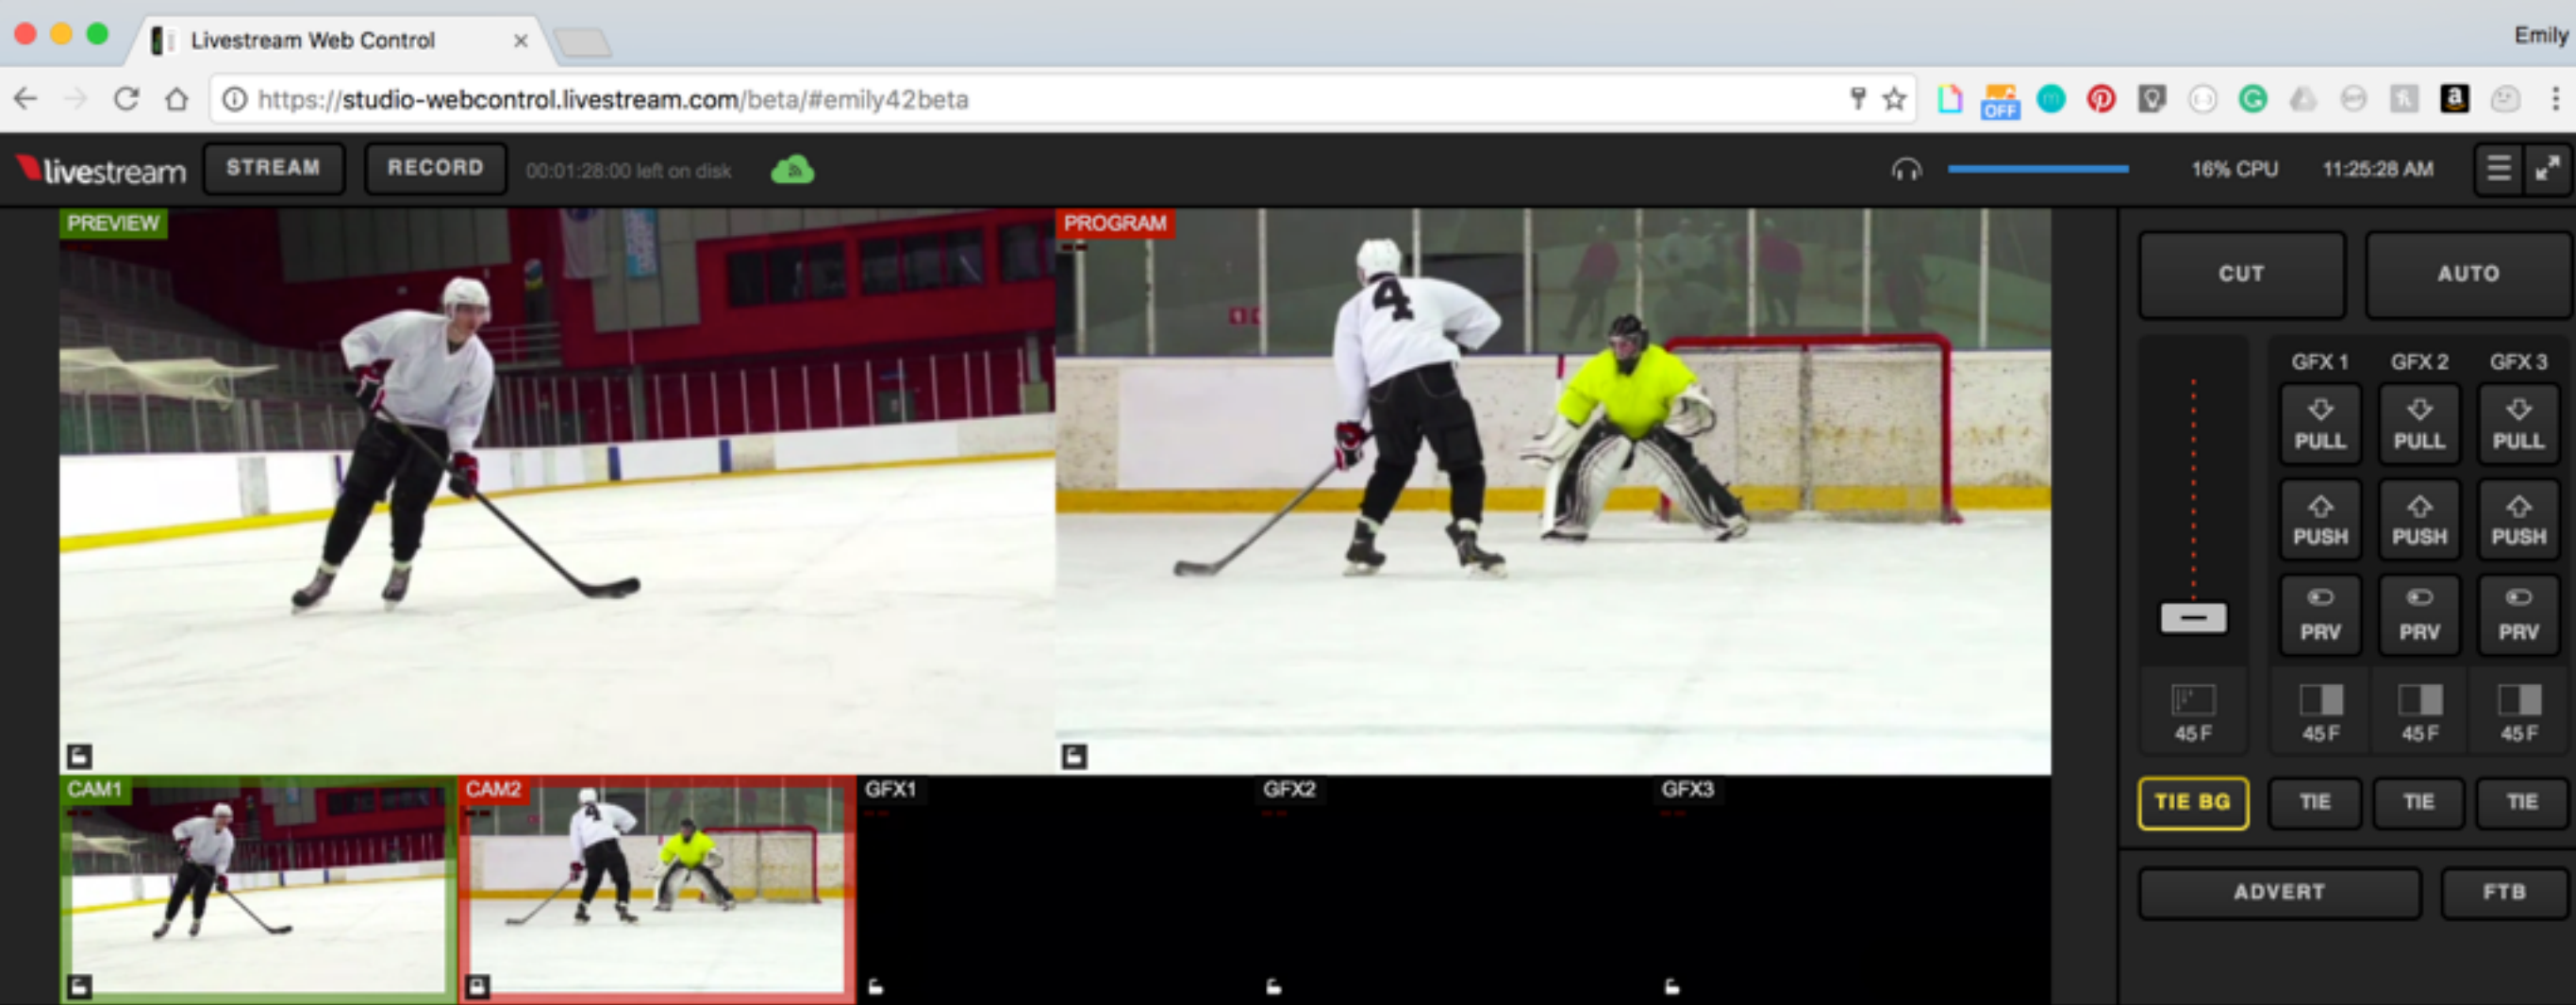 Livestream Web Control
Emily
https://studio-webcontrol.livestream.com/beta/#emily42beta
OFF
livestream
STREAM
RECORD
00:01:28:00 left on disk
16% CPU
11:25:28 AM
PREVIEW
PROGRAM
4
CUT
AUTO
GFX 1 GFX 2 GFX 3
PULL PULL PULL
PUSH PUSH PUSH
PRV PRV PRV
45 F 45 F 45 F 45 F
TIE BG TIE TIE TIE
ADVERT FTB
CAM1
CAM2
4
GFX1
GFX2
GFX3